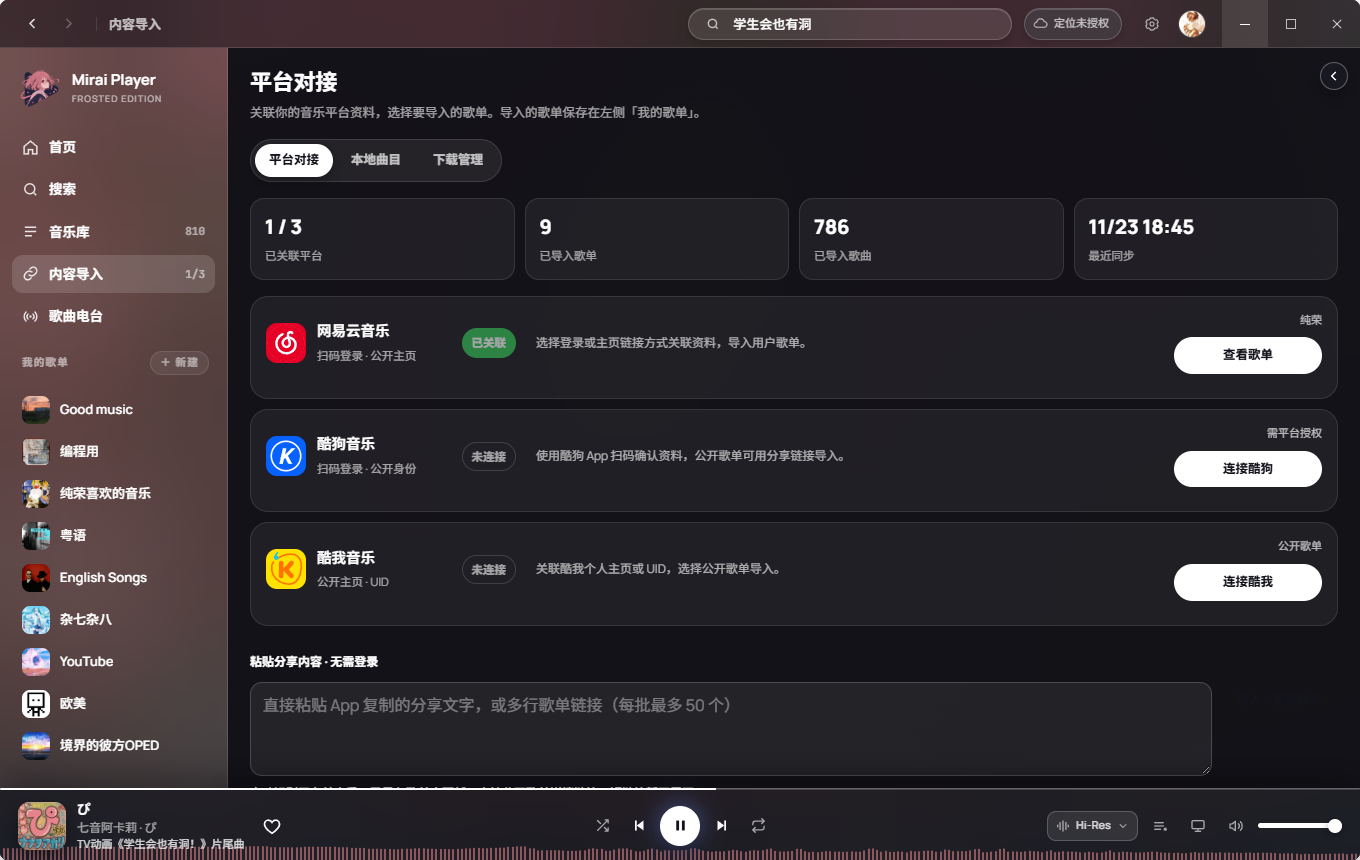 内容导入
学生会也有洞
定位未授权
Mirai Player
FROSTED EDITION
首页
搜索
音乐库 810
内容导入 1/3
歌曲电台
我的歌单 + 新建
Good music
编程用
纯荣喜欢的音乐
粤语
English Songs
杂七杂八
YouTube
欧美
境界的彼方OPED
平台对接
关联你的音乐平台资料，选择要导入的歌单。导入的歌单保存在左侧「我的歌单」。
平台对接 本地曲目 下载管理
1 / 3
已关联平台
9
已导入歌单
786
已导入歌曲
11/23 18:45
最近同步
网易云音乐
扫码登录 · 公开主页
已关联
选择登录或主页链接方式关联资料，导入用户歌单。
纯荣
查看歌单
酷狗音乐
扫码登录 · 公开身份
未连接
使用酷狗 App 扫码确认资料，公开歌单可用分享链接导入。
需平台授权
连接酷狗
酷我音乐
公开主页 · UID
未连接
关联酷我个人主页或 UID，选择公开歌单导入。
公开歌单
连接酷我
粘贴分享内容 · 无需登录
直接粘贴 App 复制的分享文字，或多行歌单链接（每批最多 50 个）
ぴ
七音阿卡莉 · ぴ
TV动画《学生会也有洞！》片尾曲
Hi-Res